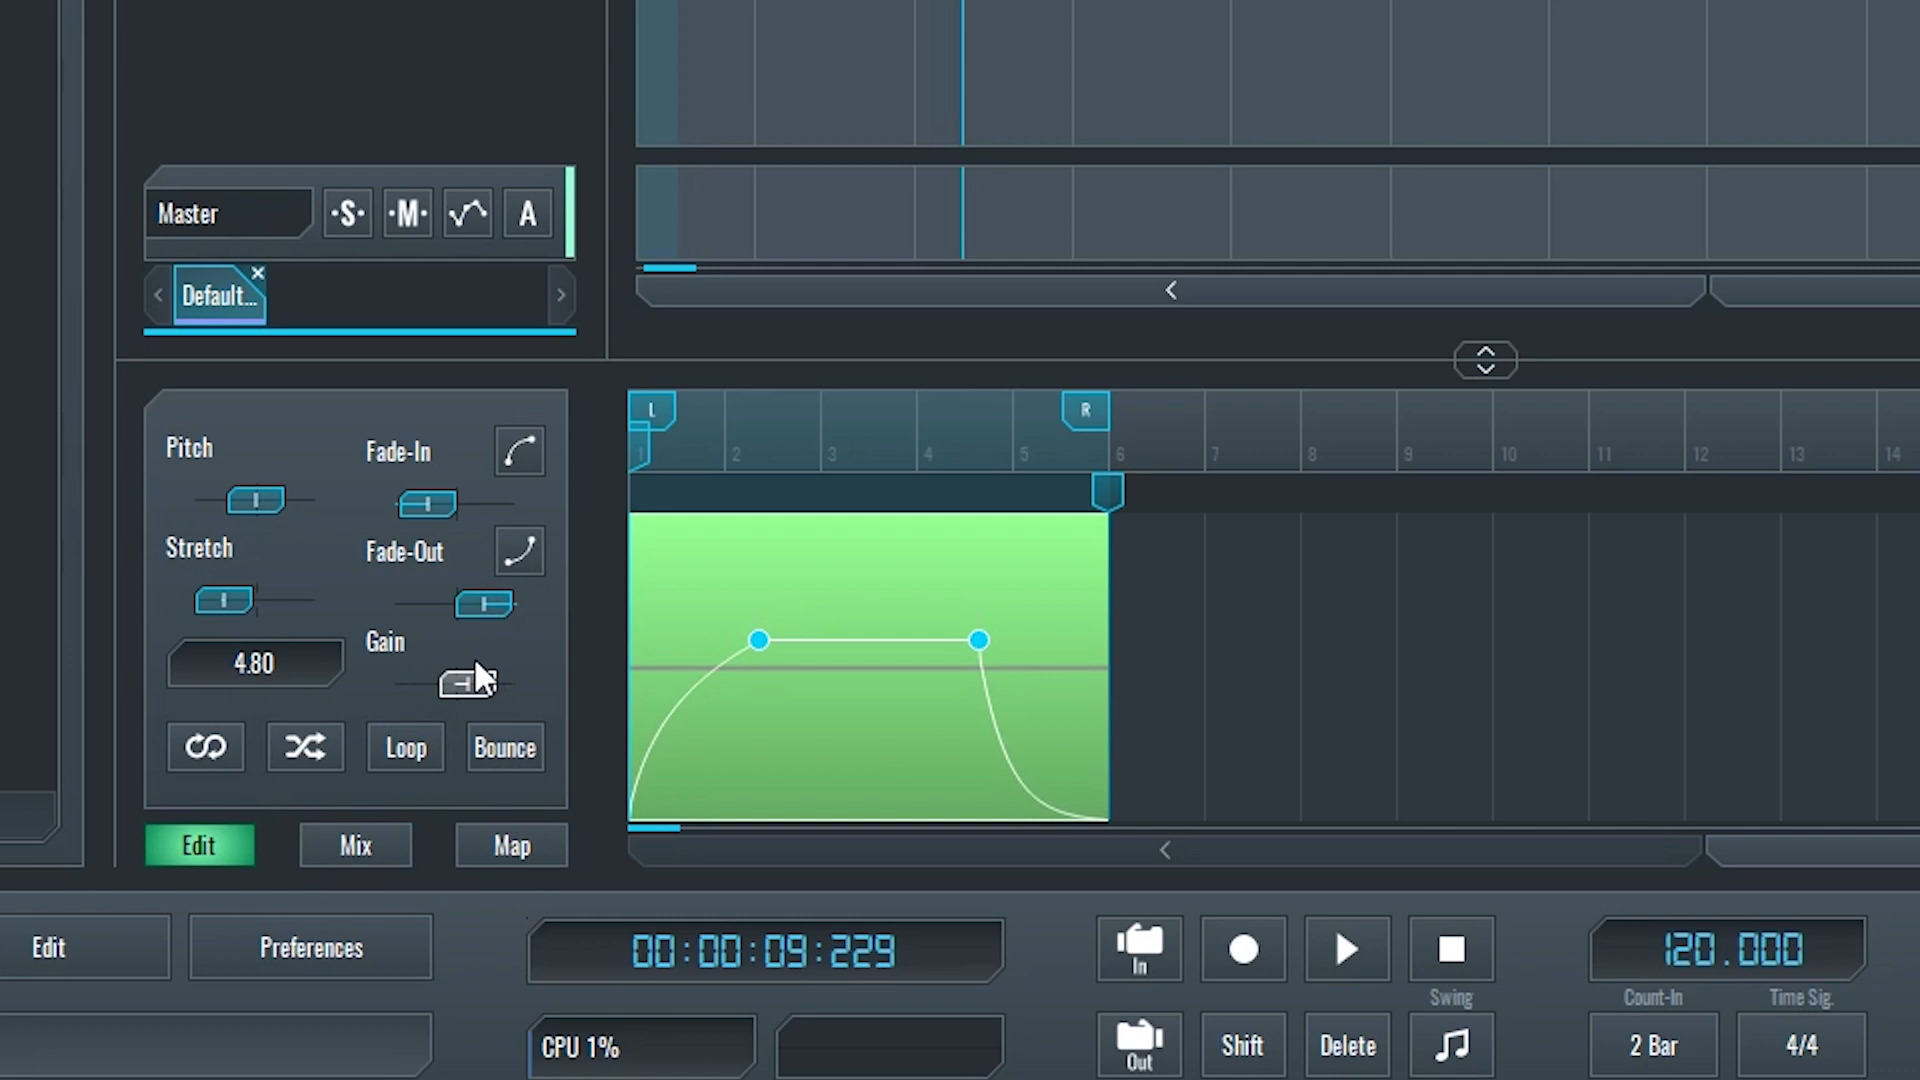 Master
·S·
·M·
A
Default...
Pitch
Fade-In
Stretch
Fade-Out
Gain
4.80
Loop
Bounce
Edit
Mix
Map
L
R
1 2 3 4 5 6 7 8 9 10 11 12 13 14
Edit
Preferences
00:00:09:229
In
120.000
Swing
Count-In
Time Sig.
CPU 1%
Out
Shift
Delete
2 Bar
4/4